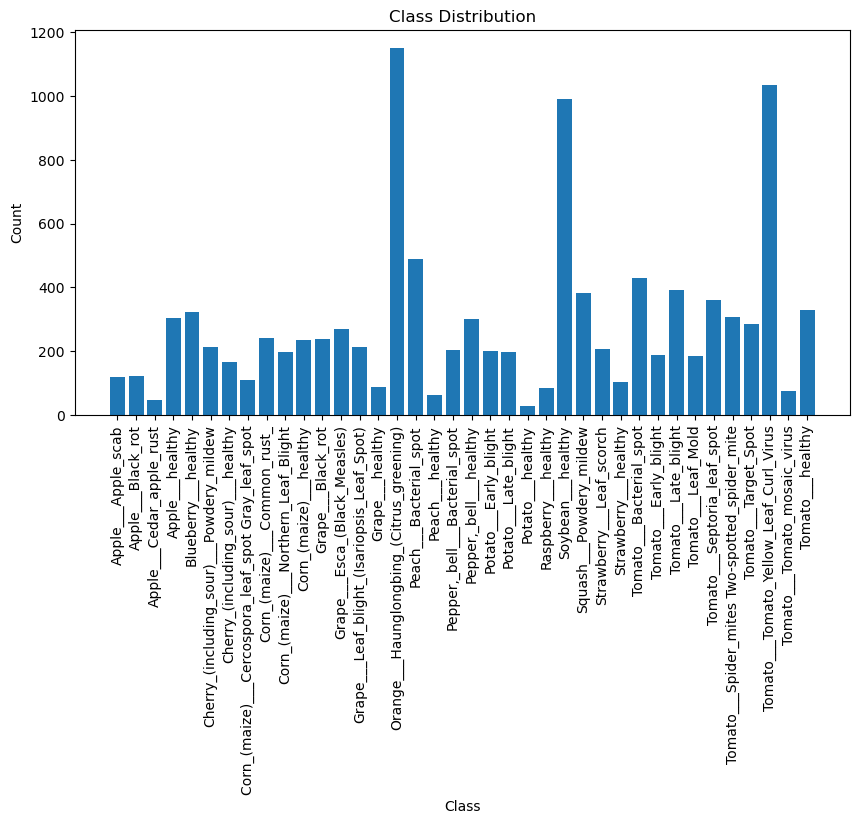 Class Distribution
1200
1000
800
600
400
200
0
Count
Apple___Apple_scab
Apple___Black_rot
Apple___Cedar_apple_rust
Apple___healthy
Blueberry___healthy
Cherry_(including_sour)___Powdery_mildew
Cherry_(including_sour)___healthy
Corn_(maize)___Cercospora_leaf_spot Gray_leaf_spot
Corn_(maize)___Common_rust_
Corn_(maize)___Northern_Leaf_Blight
Corn_(maize)___healthy
Grape___Black_rot
Grape___Esca_(Black_Measles)
Grape___Leaf_blight_(Isariopsis_Leaf_Spot)
Grape___healthy
Orange___Haunglongbing_(Citrus_greening)
Peach___Bacterial_spot
Peach___healthy
Pepper,_bell___Bacterial_spot
Pepper,_bell___healthy
Potato___Early_blight
Potato___Late_blight
Potato___healthy
Raspberry___healthy
Soybean___healthy
Squash___Powdery_mildew
Strawberry___Leaf_scorch
Strawberry___healthy
Tomato___Bacterial_spot
Tomato___Early_blight
Tomato___Late_blight
Tomato___Leaf_Mold
Tomato___Septoria_leaf_spot
Tomato___Spider_mites Two-spotted_spider_mite
Tomato___Target_Spot
Tomato___Tomato_Yellow_Leaf_Curl_Virus
Tomato___Tomato_mosaic_virus
Tomato___healthy
Class